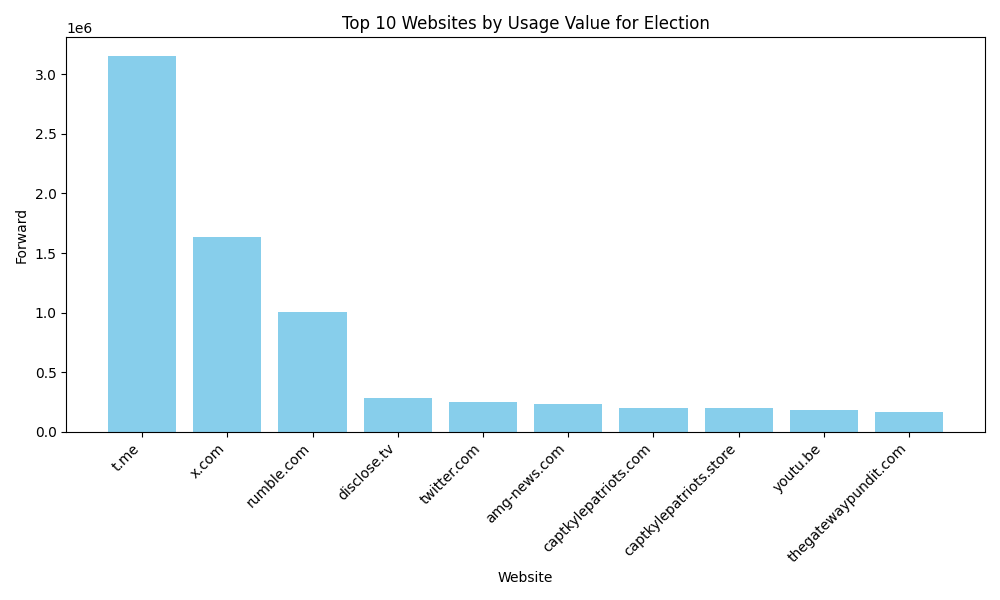 Top 10 Websites by Usage Value for Election
1e6
3.0
2.5
2.0
1.5
1.0
0.5
0.0
Forward
t.me
x.com
rumble.com
disclose.tv
twitter.com
amg-news.com
captkylepatriots.com
captkylepatriots.store
youtu.be
thegatewaypundit.com
Website